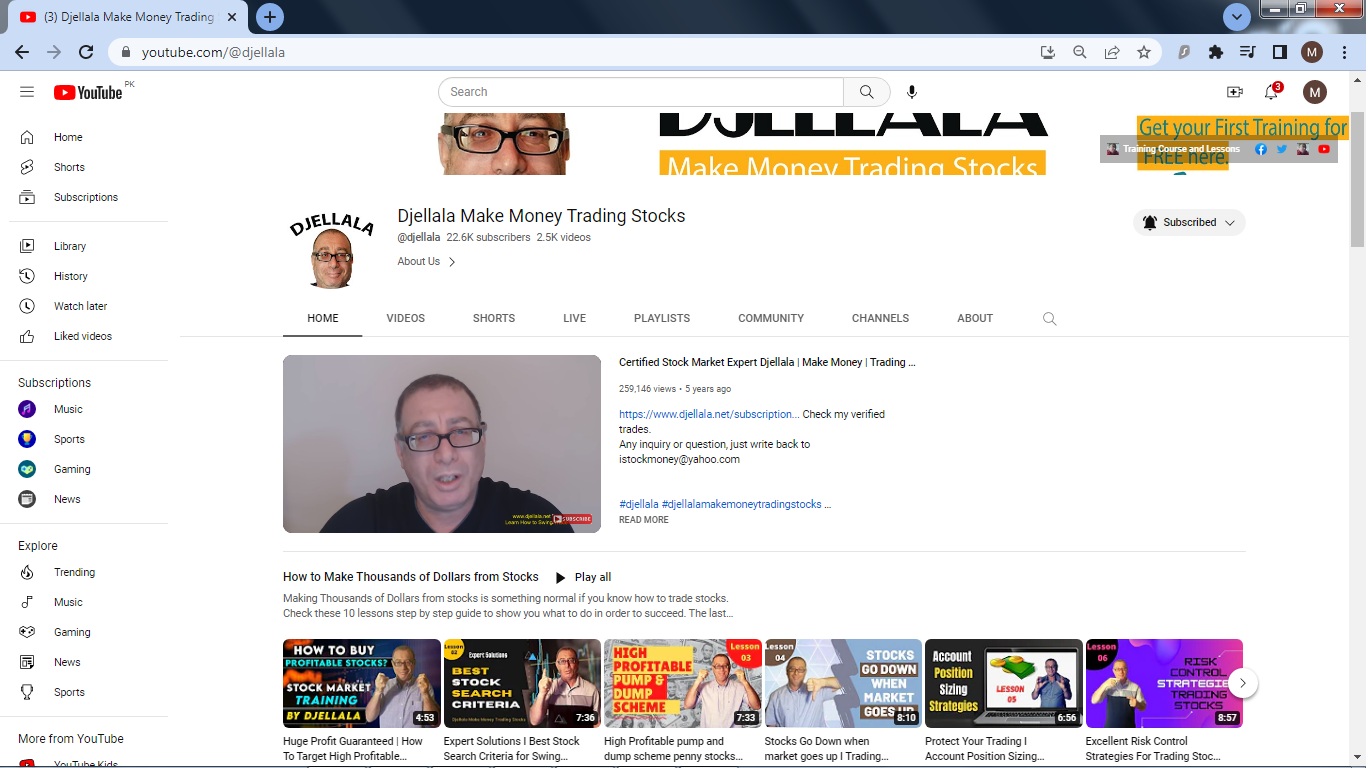 (3) Djellala Make Money Trading
youtube.com/@djellala
M
YouTube PK
Search
3
M
DJELLALA
Make Money Trading Stocks
Get your First Training for
FREE here.
Training Course and Lessons
Home
Shorts
Subscriptions
Library
History
Watch later
Liked videos
Subscriptions
Music
Sports
Gaming
News
Explore
Trending
Music
Gaming
News
Sports
More from YouTube
YouTube Kids
DJELLALA
Djellala Make Money Trading Stocks
@djellala 22.6K subscribers 2.5K videos
About Us
Subscribed
HOME VIDEOS SHORTS LIVE PLAYLISTS COMMUNITY CHANNELS ABOUT
www.djellala.net
Learn How to Swing
SUBSCRIBE
Certified Stock Market Expert Djellala | Make Money | Trading ...
259,146 views • 5 years ago
https://www.djellala.net/subscription... Check my verified
trades.
Any inquiry or question, just write back to
istockmoney@yahoo.com
#djellala #djellalamakemoneytradingstocks ...
READ MORE
How to Make Thousands of Dollars from Stocks Play all
Making Thousands of Dollars from stocks is something normal if you know how to trade stocks.
Check these 10 lessons step by step guide to show you what to do in order to succeed. The last...
HOW TO BUY
PROFITABLE STOCKS?
STOCK MARKET
TRAINING
BY DJELLALA
4:53
Huge Profit Guaranteed | How
To Target High Profitable...
Lesson
02
Expert Solutions
BEST
STOCK
SEARCH
CRITERIA
Djellala Make Money Trading Stocks
7:36
Expert Solutions I Best Stock
Search Criteria for Swing...
Lesson
03
HIGH
PROFITABLE
PUMP &
DUMP
SCHEME
7:33
High Profitable pump and
dump scheme penny stocks...
Lesson
04
STOCKS
GO DOWN
WHEN
MARKET
GOES UP
8:10
Stocks Go Down when
market goes up I Trading...
Account
Position
Sizing
Strategies
LESSON
05
6:56
Protect Your Trading I
Account Position Sizing...
Lesson
06
RISK
CONTROL
STRATEGIES
TRADING
STOCKS
8:57
Excellent Risk Control
Strategies For Trading Stoc...